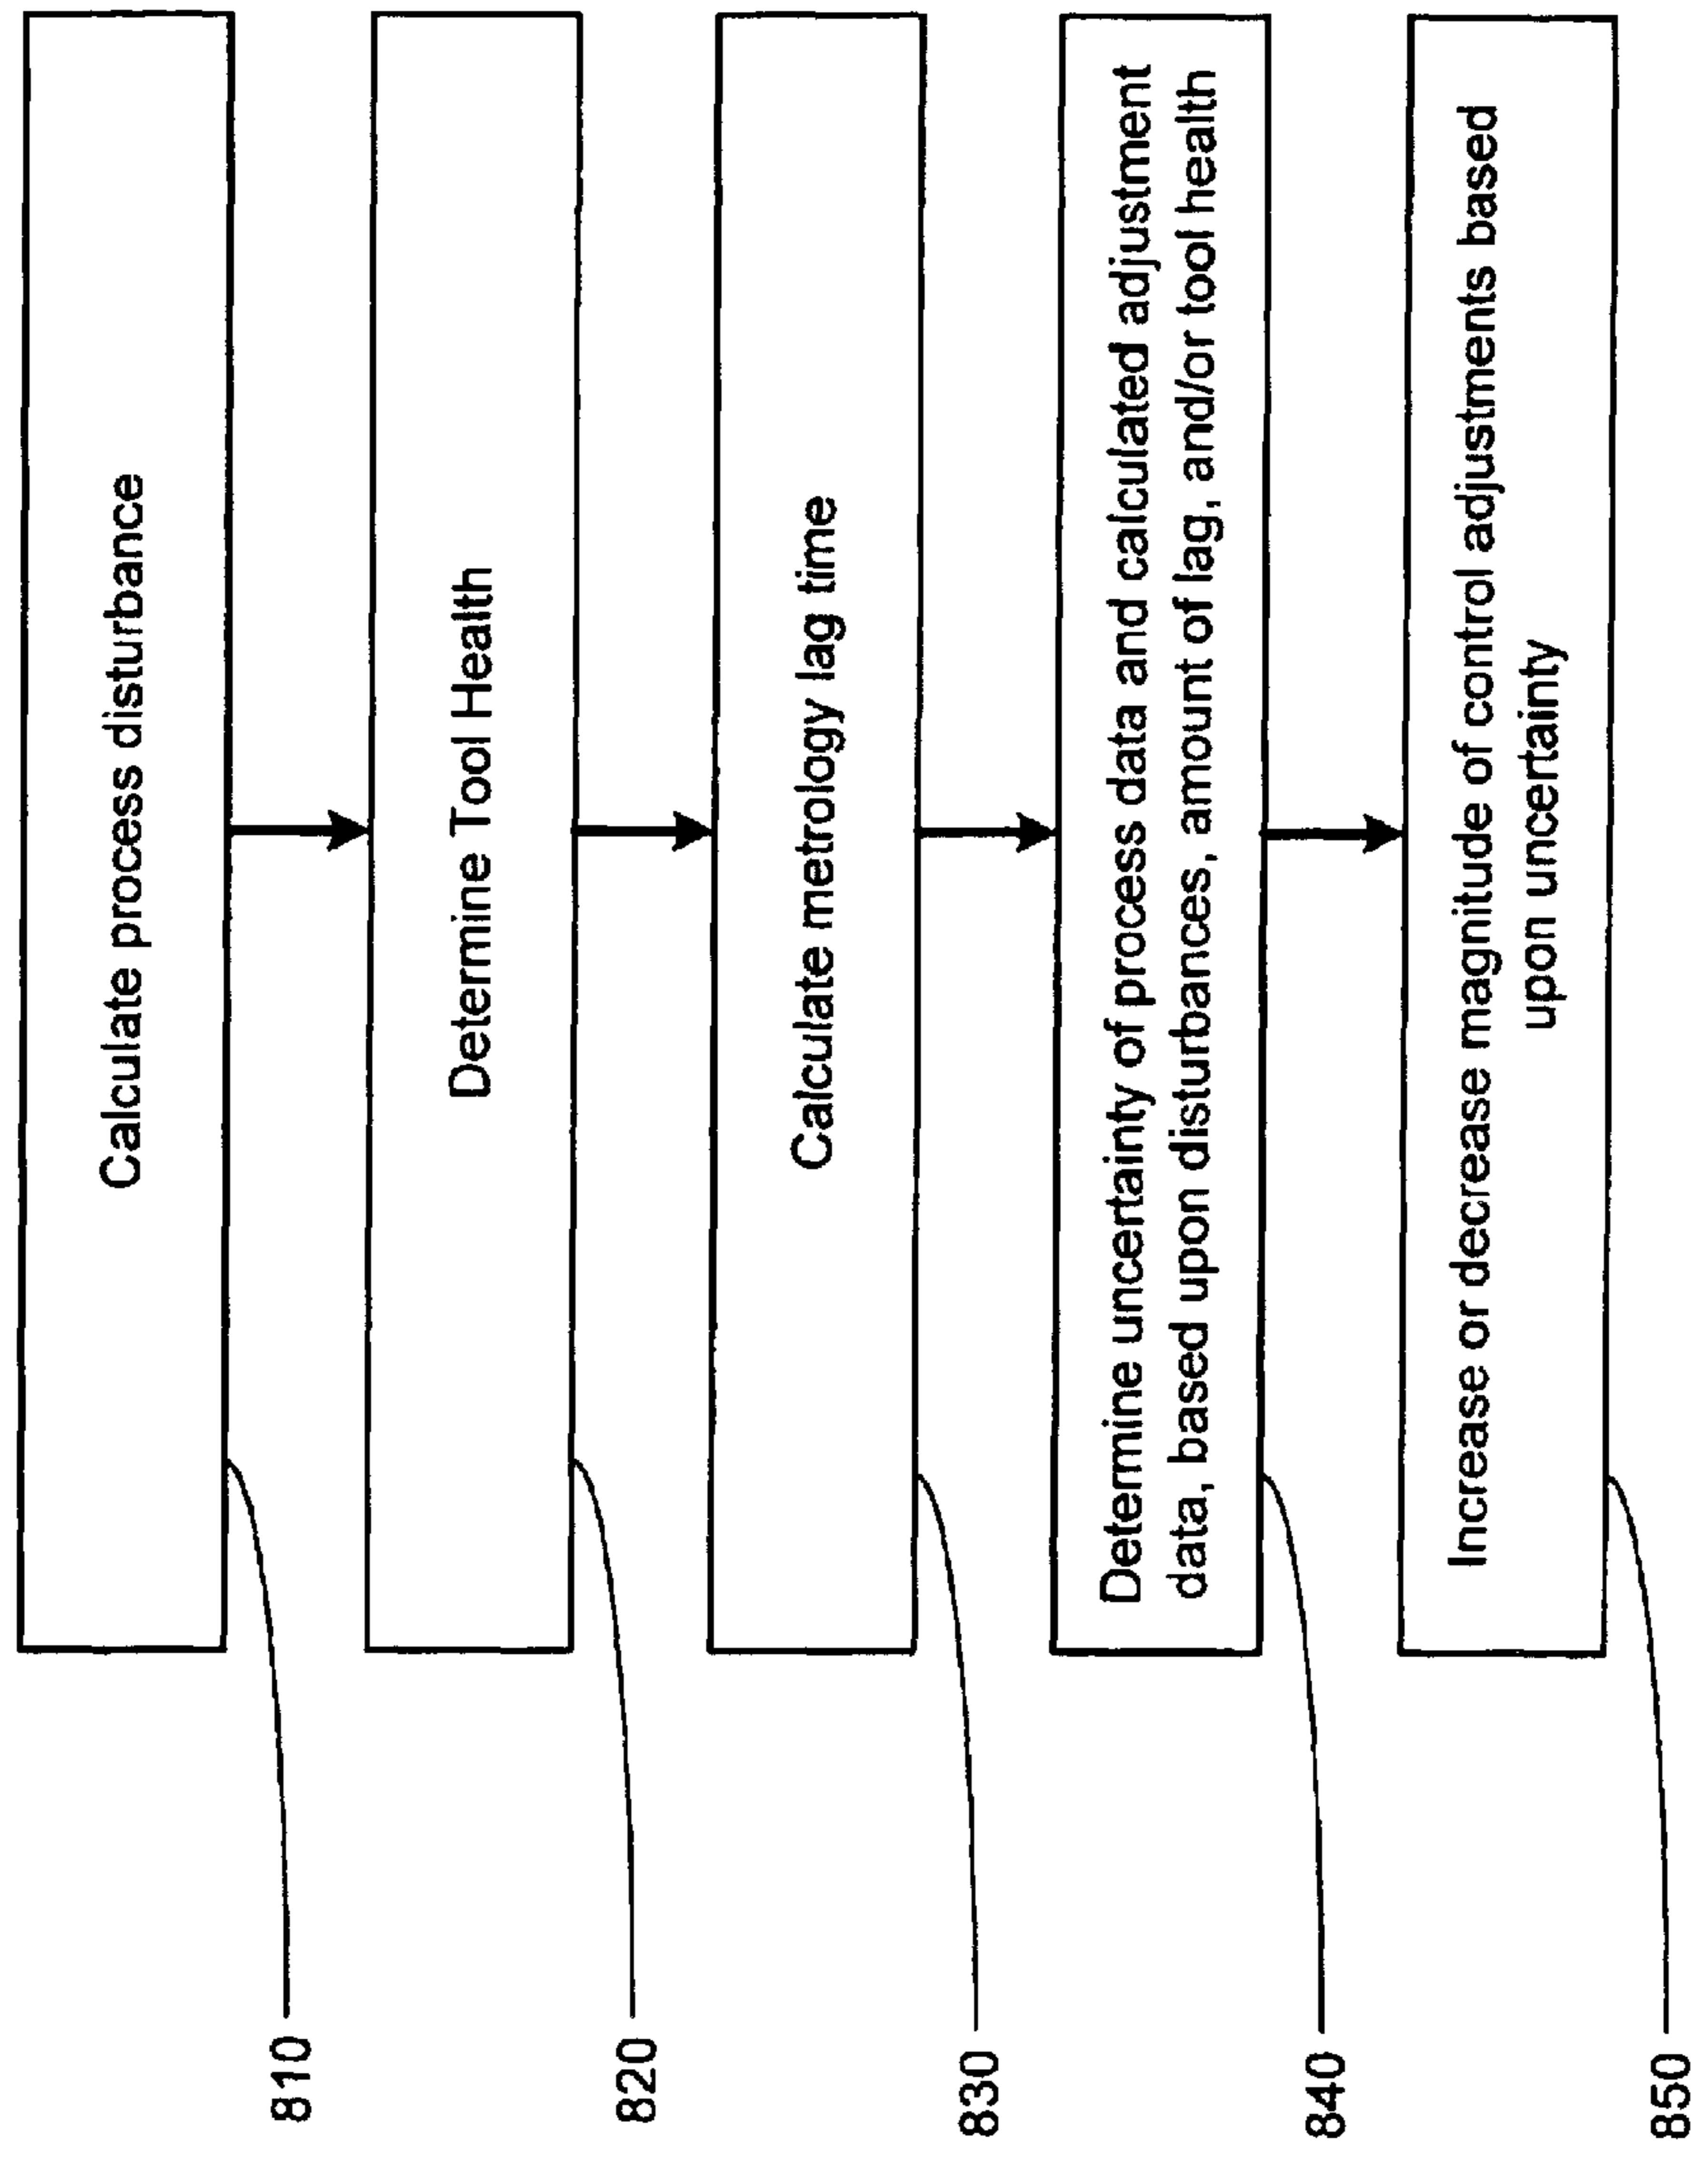 Calculate process disturbance
810
Determine Tool Health
820
Calculate metrology lag time
830
Determine uncertainty of process data and calculated adjustment
data, based upon disturbances, amount of lag, and/or tool health
840
Increase or decrease magnitude of control adjustments based
upon uncertainty
850